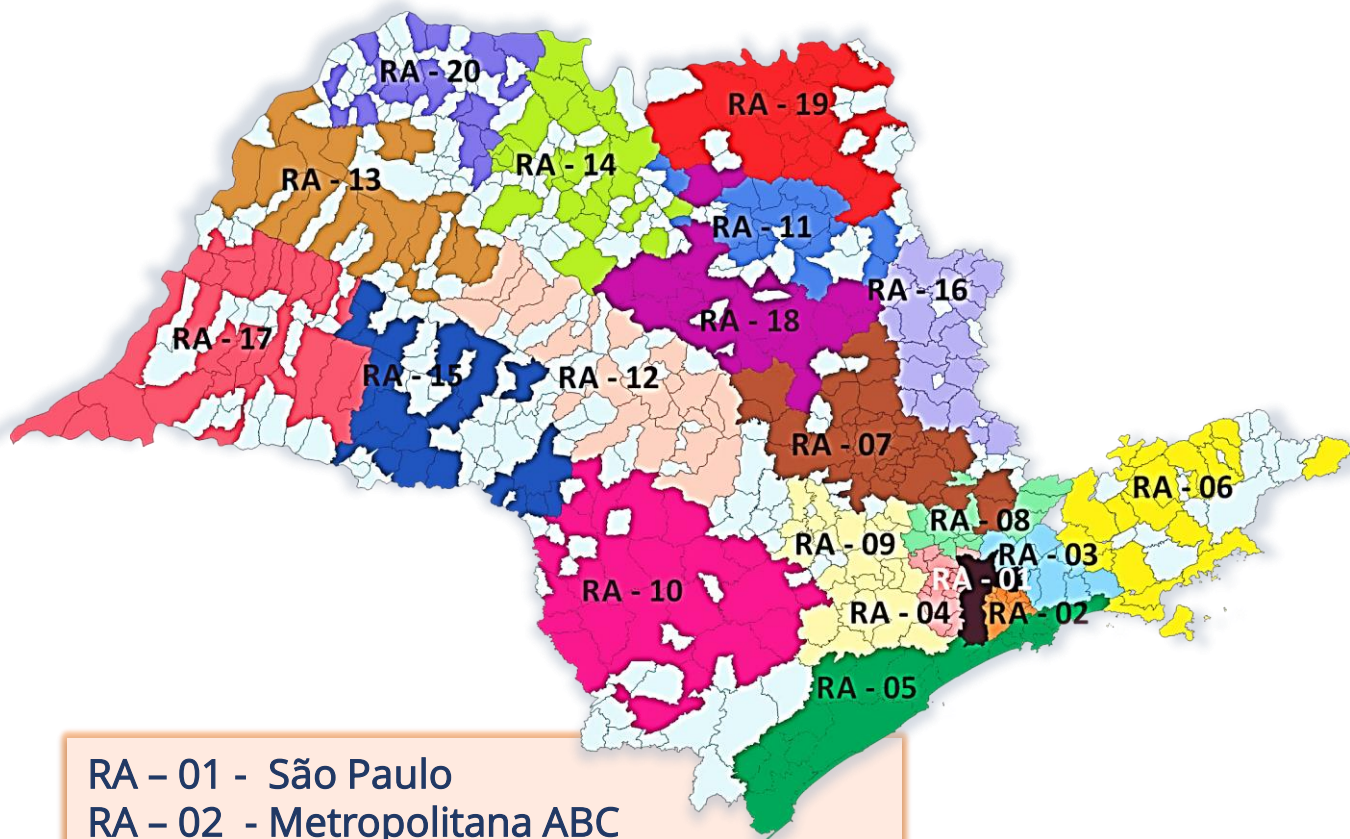 RA - 20
RA - 19
RA - 14
RA - 13
RA - 11
RA - 16
RA - 18
RA - 17
RA - 15
RA - 12
RA - 07
RA - 06
RA - 08
RA - 09
RA - 03
RA - 01
RA - 10
RA - 04
RA - 02
RA - 05
RA – 01 - São Paulo
RA – 02 - Metropolitana ABC